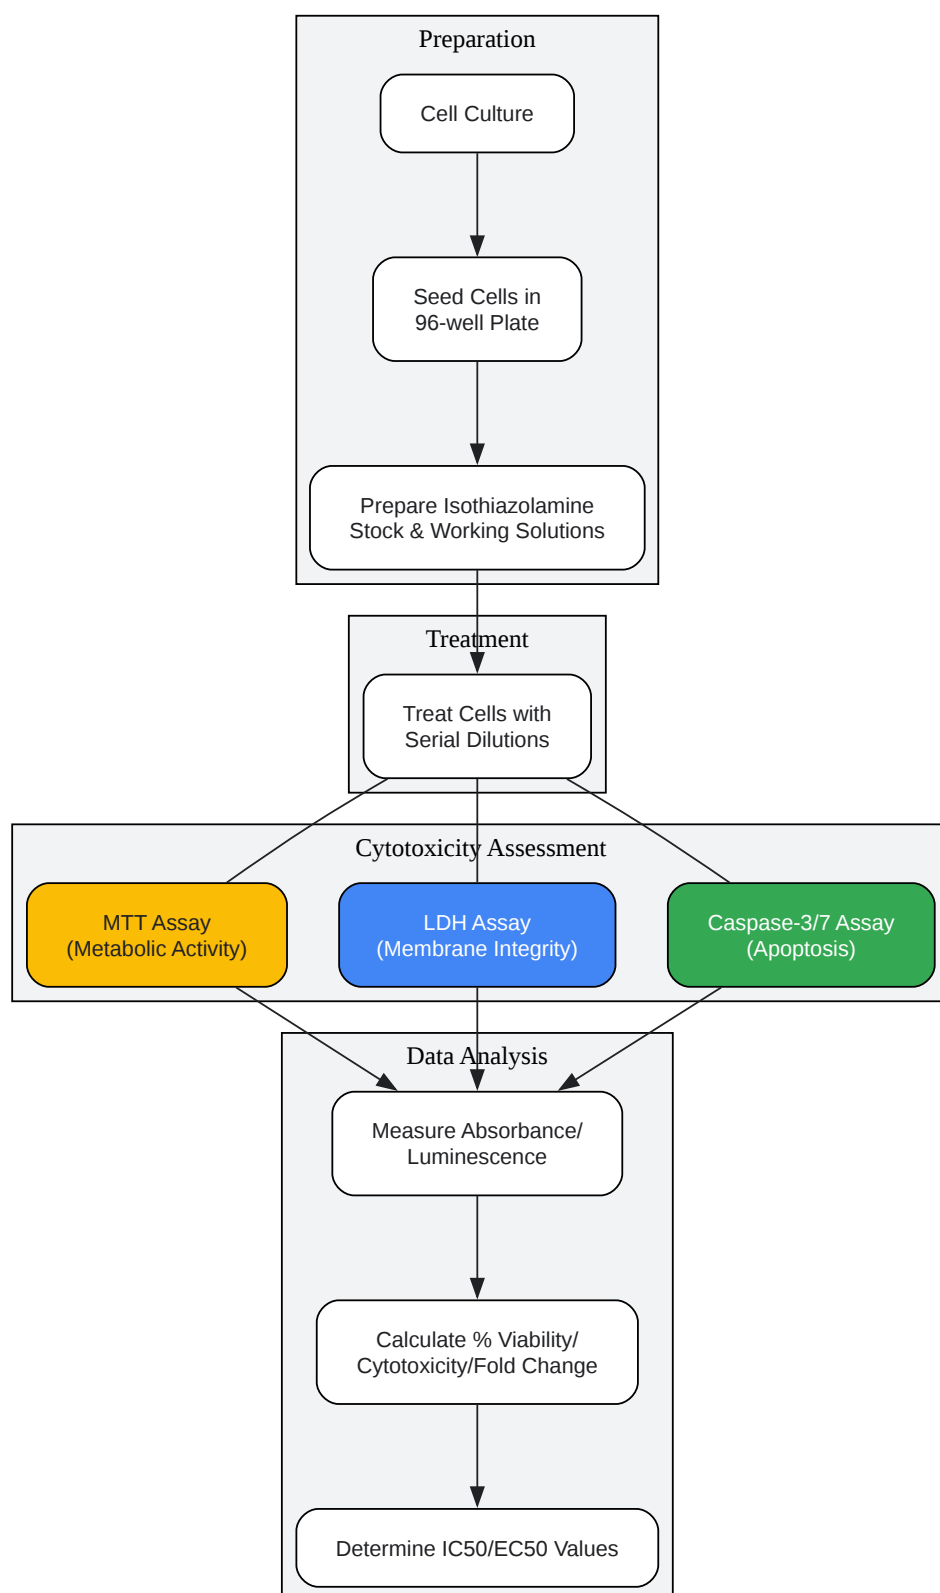 Preparation
Cell Culture
Seed Cells in
96-well Plate
Prepare Isothiazolamine
Stock & Working Solutions
Treatment
Treat Cells with
Serial Dilutions
Cytotoxicity Assessment
MTT Assay
(Metabolic Activity)
LDH Assay
(Membrane Integrity)
Caspase-3/7 Assay
(Apoptosis)
Data Analysis
Measure Absorbance/
Luminescence
Calculate % Viability/
Cytotoxicity/Fold Change
Determine IC50/EC50 Values